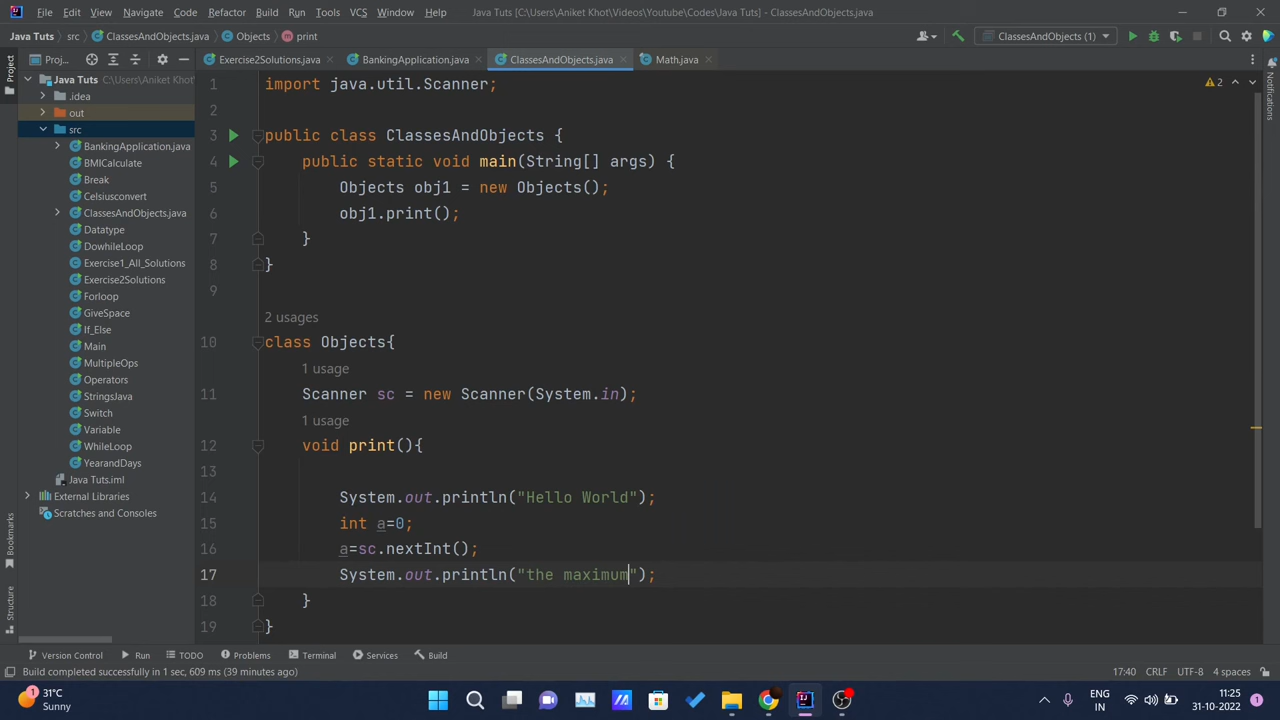 File Edit View Navigate Code Refactor Build Run Tools VCS Window Help Java Tuts [C:\Users\Aniket Khot\Videos\Youtube\Codes\Java Tuts] - ClassesAndObjects.java
Java Tuts src ClassesAndObjects.java Objects print ClassesAndObjects (1)
Proj... Exercise2Solutions.java BankingApplication.java ClassesAndObjects.java Math.java
Project
Notifications
Java Tuts C:\Users\Aniket Khot\
.idea
out
src
BankingApplication.java
BMICalculate
Break
Celsiusconvert
ClassesAndObjects.java
Datatype
DowhileLoop
Exercise1_All_Solutions
Exercise2Solutions
Forloop
GiveSpace
If_Else
Main
MultipleOps
Operators
StringsJava
Switch
Variable
WhileLoop
YearandDays
Java Tuts.iml
External Libraries
Scratches and Consoles
Bookmarks
Structure
2
1 import java.util.Scanner;
2
3 public class ClassesAndObjects {
4 public static void main(String[] args) {
5 Objects obj1 = new Objects();
6 obj1.print();
7 }
8 }
9
2 usages
10 class Objects{
1 usage
11 Scanner sc = new Scanner(System.in);
1 usage
12 void print(){
13
14 System.out.println("Hello World");
15 int a=0;
16 a=sc.nextInt();
17 System.out.println("the maximum");
18 }
19 }
Version Control Run TODO Problems Terminal Services Build
Build completed successfully in 1 sec, 609 ms (39 minutes ago) 17:40 CRLF UTF-8 4 spaces
31°C
Sunny
1
ENG
IN
11:25
31-10-2022
1